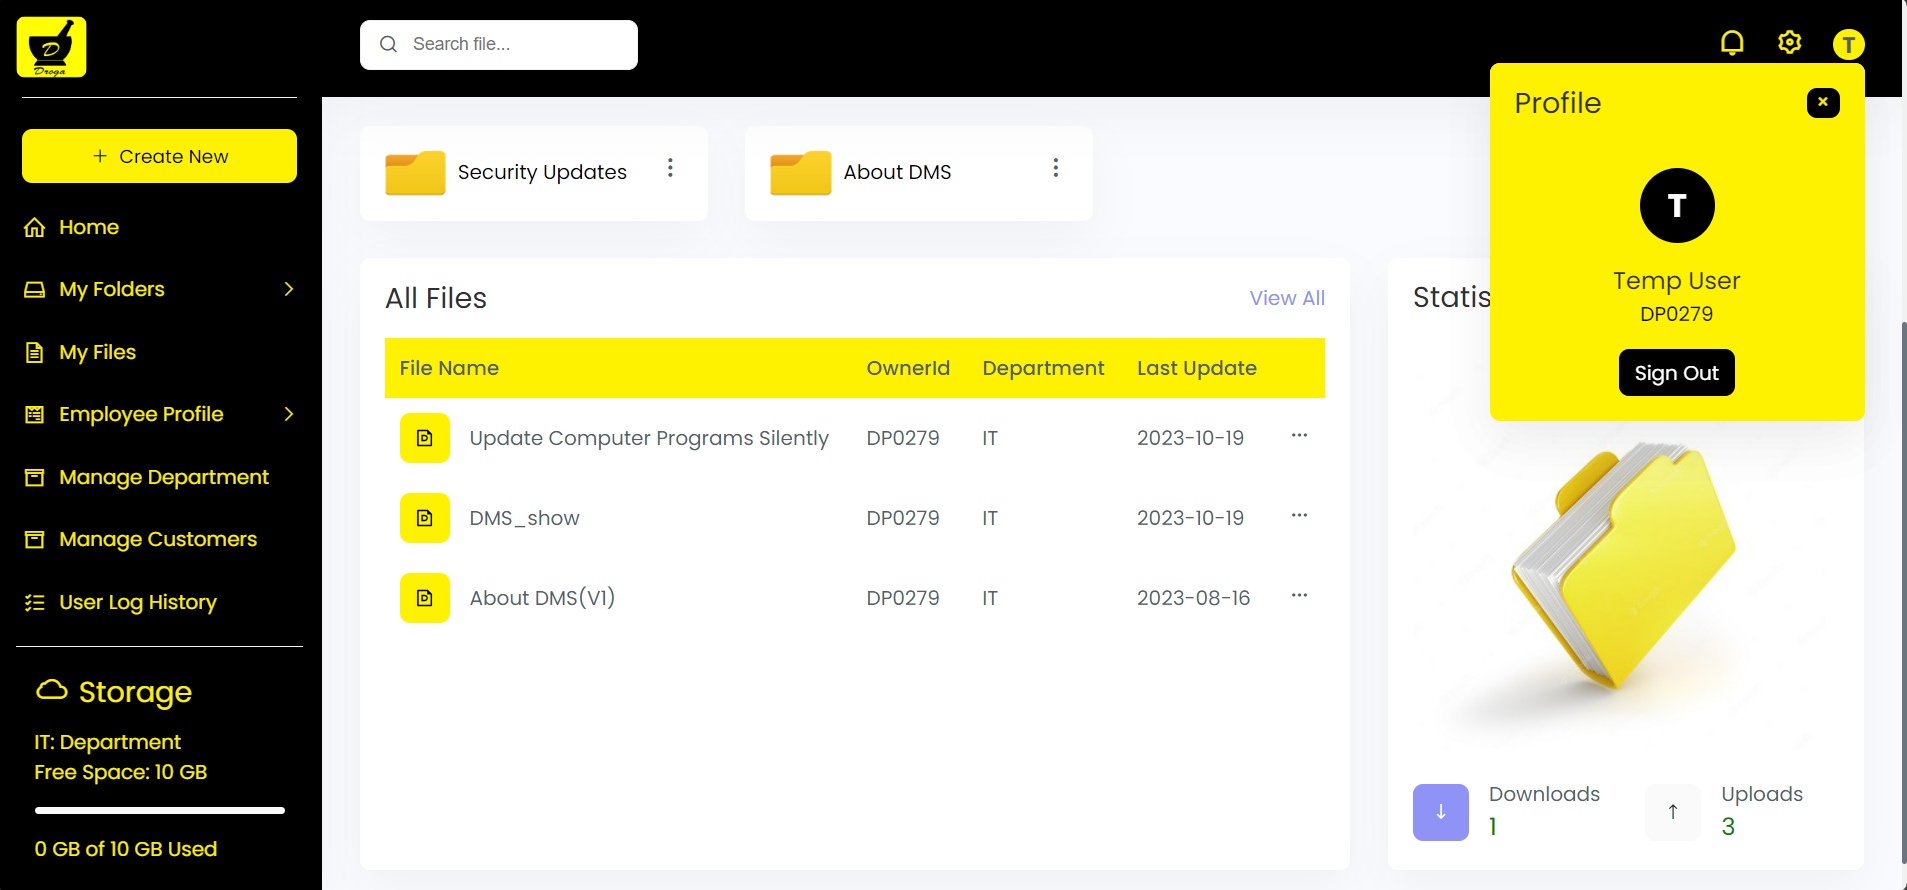 D
Droga
Search file...
T
Create New
Home
My Folders
My Files
Employee Profile
Manage Department
Manage Customers
User Log History
Storage
IT: Department
Free Space: 10 GB
0 GB of 10 GB Used
Security Updates
About DMS
All Files
View All
File Name OwnerId Department Last Update
Update Computer Programs Silently DP0279 IT 2023-10-19
DMS_show DP0279 IT 2023-10-19
About DMS(V1) DP0279 IT 2023-08-16
Statis
Profile
T
Temp User
DP0279
Sign Out
Downloads
1
Uploads
3